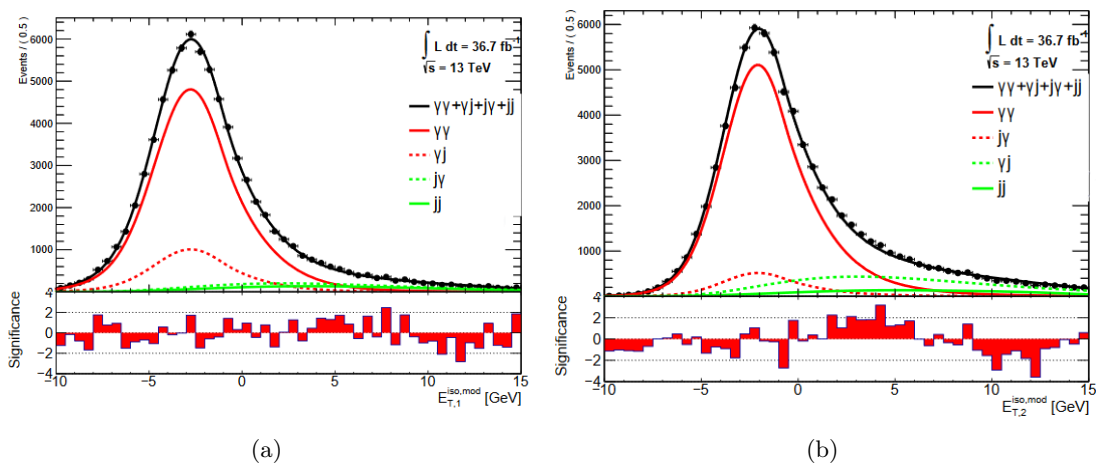 Events / ( 0.5 )
6000
5000
4000
3000
2000
1000
∫ L dt = 36.7 fb⁻¹
√s = 13 TeV
γγ+γj+jγ+jj
γγ
γj
jγ
jj
Significance
4
2
0
−2
−4
−10 −5 0 5 10 15
E_{T,1}^{iso,mod} [GeV]
(a)
Events / ( 0.5 )
6000
5000
4000
3000
2000
1000
∫ L dt = 36.7 fb⁻¹
√s = 13 TeV
γγ+γj+jγ+jj
γγ
jγ
γj
jj
Significance
4
2
0
−2
−4
−10 −5 0 5 10 15
E_{T,2}^{iso,mod} [GeV]
(b)